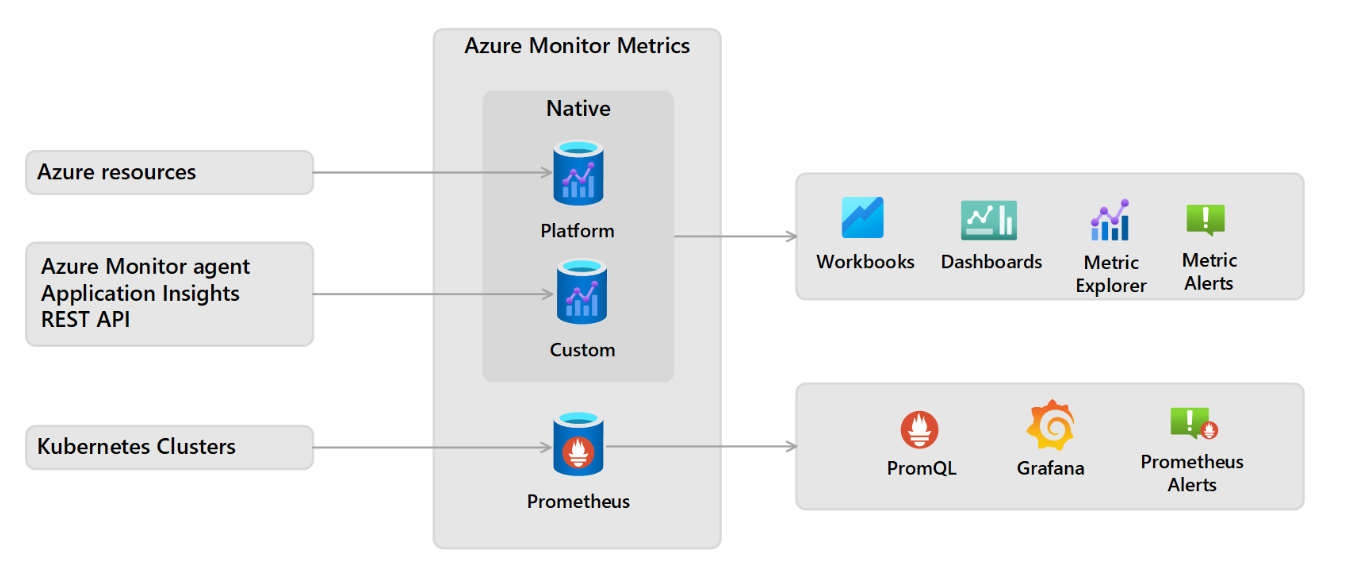 Azure Monitor Metrics
Native
Azure resources
Platform
Azure Monitor agent
Application Insights
REST API
Custom
Kubernetes Clusters
Prometheus
Workbooks
Dashboards
Metric
Explorer
Metric
Alerts
PromQL
Grafana
Prometheus
Alerts